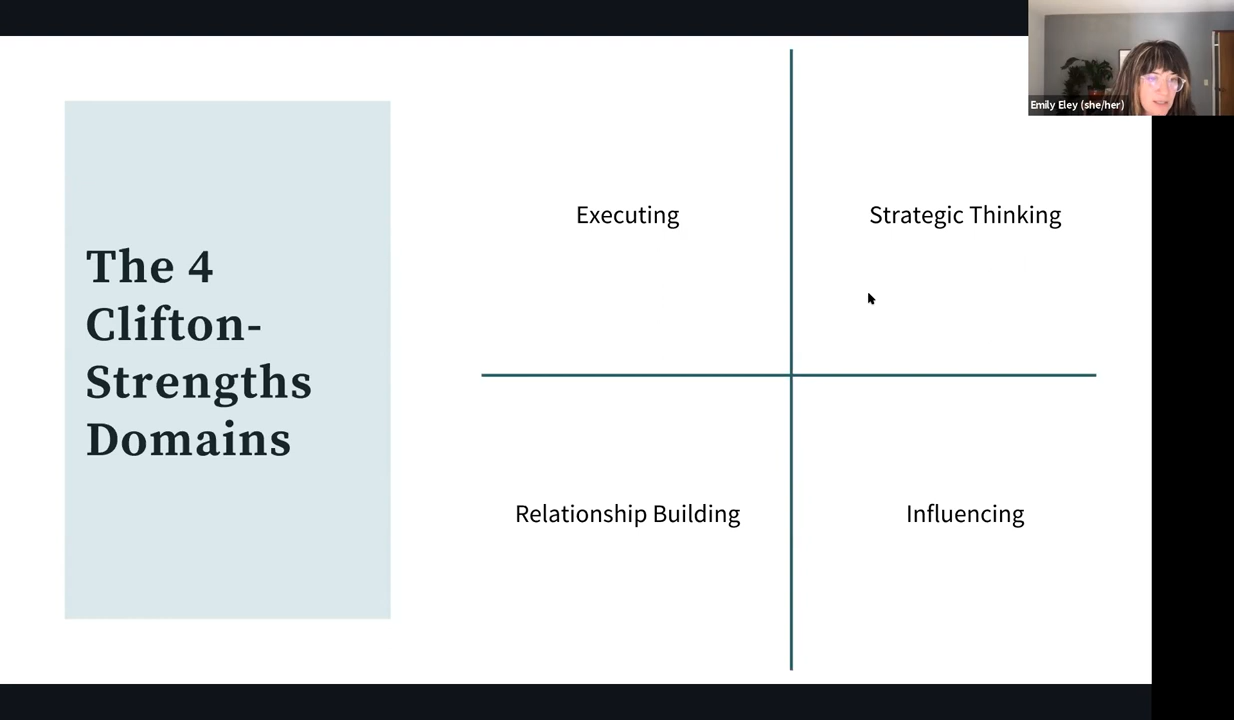 The 4
Clifton-
Strengths
Domains
Executing
Strategic Thinking
Relationship Building
Influencing
Emily Eley (she/her)